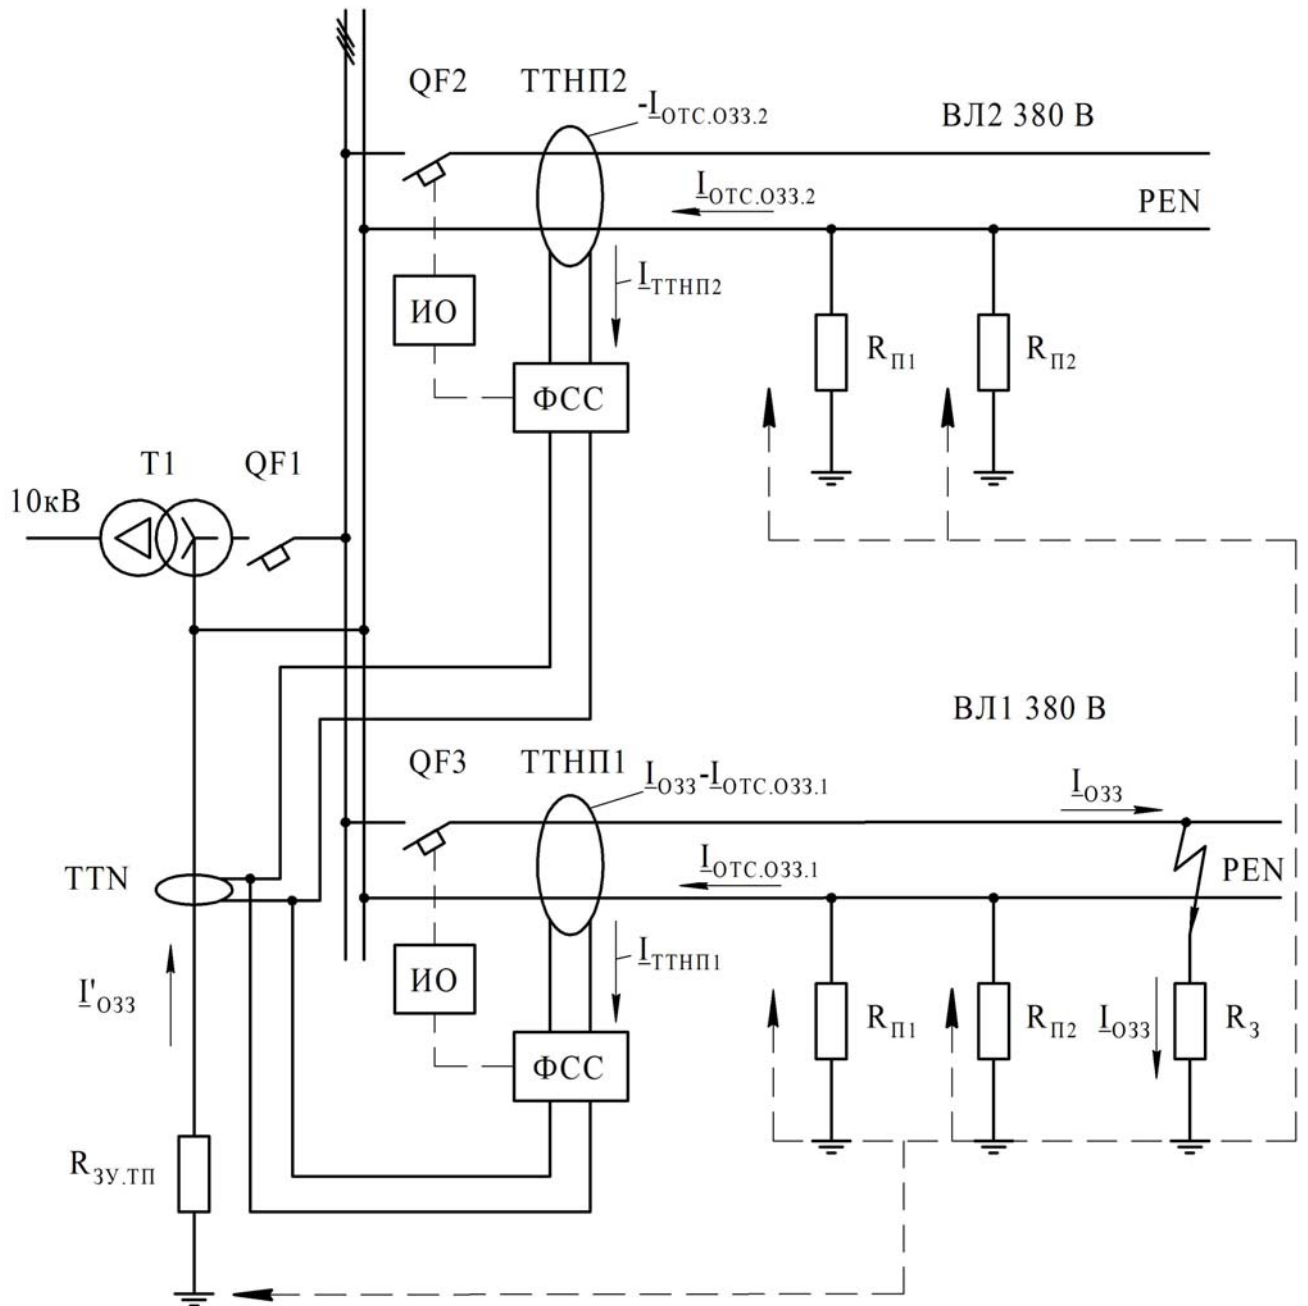 QF2
ТТНП2
-I_ОТС.ОЗЗ.2
ВЛ2 380 В
I_ОТС.ОЗЗ.2
PEN
I_ТТНП2
ИО
R_П1
R_П2
ФСС
T1
QF1
10кВ
ВЛ1 380 В
QF3
ТТНП1
I_ОЗЗ-I_ОТС.ОЗЗ.1
I_ОЗЗ
I_ОТС.ОЗЗ.1
PEN
TTN
I_ТТНП1
ИО
I'_ОЗЗ
R_П1
R_П2
I_ОЗЗ
R_З
ФСС
R_ЗУ.ТП